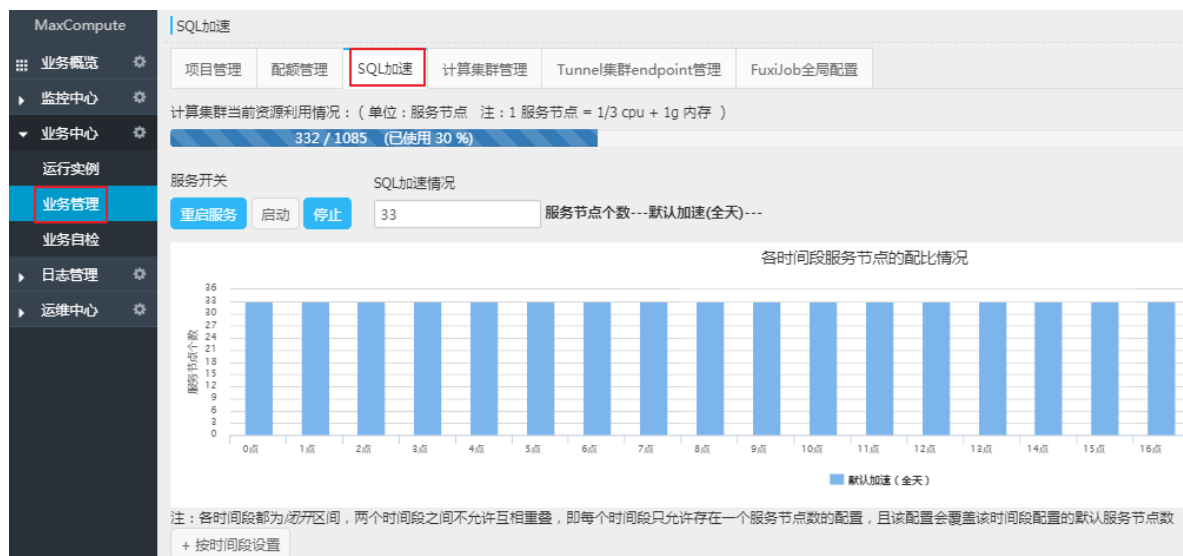 MaxCompute
业务概览
监控中心
业务中心
运行实例
业务管理
业务自检
日志管理
运维中心
SQL加速
项目管理 配额管理 SQL加速 计算集群管理 Tunnel集群endpoint管理 FuxiJob全局配置
计算集群当前资源利用情况：( 单位：服务节点 注：1 服务节点 = 1/3 cpu + 1g 内存 )
332 / 1085 (已使用 30 %)
服务开关 SQL加速情况
重启服务 启动 停止 33 服务节点个数---默认加速(全天)---
各时间段服务节点的配比情况
服务节点个数
36
33
30
27
24
21
18
15
12
9
6
3
0
0点 1点 2点 3点 4点 5点 6点 7点 8点 9点 10点 11点 12点 13点 14点 15点 16点
默认加速（全天）
注：各时间段都为闭开区间，两个时间段之间不允许互相重叠，即每个时间段只允许存在一个服务节点数的配置，且该配置会覆盖该时间段配置的默认服务节点数
+ 按时间段设置